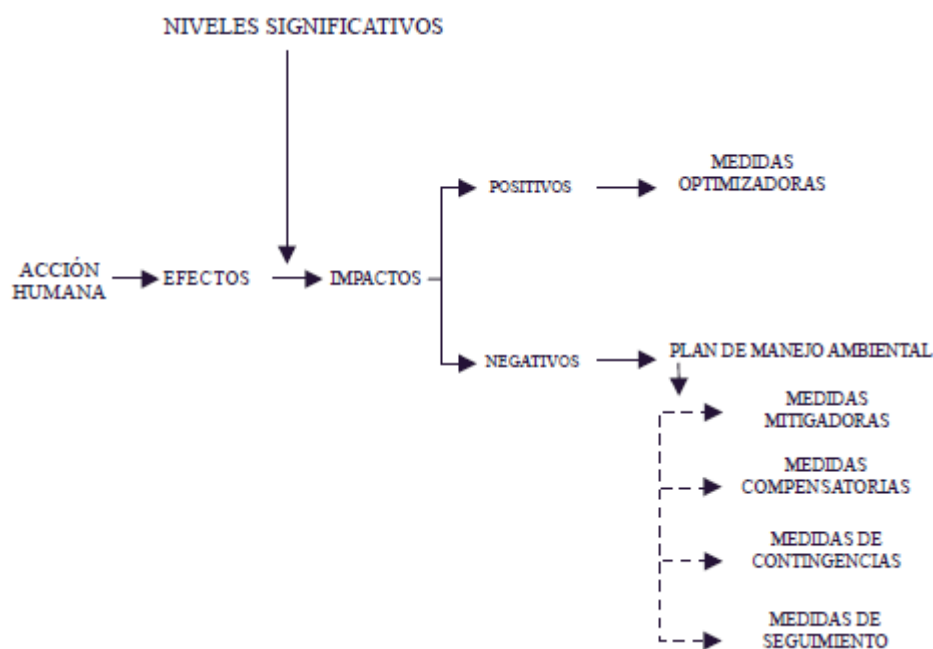 NIVELES SIGNIFICATIVOS
POSITIVOS
MEDIDAS
OPTIMIZADORAS
ACCIÓN
HUMANA
EFECTOS
IMPACTOS
NEGATIVOS
PLAN DE MANEJO AMBIENTAL
MEDIDAS
MITIGADORAS
MEDIDAS
COMPENSATORIAS
MEDIDAS DE
CONTINGENCIAS
MEDIDAS DE
SEGUIMIENTO